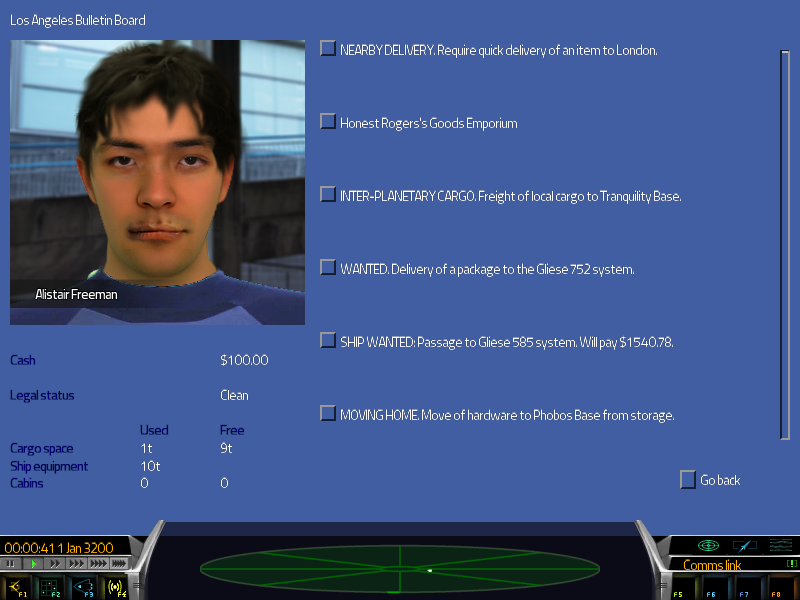 Los Angeles Bulletin Board
NEARBY DELIVERY. Require quick delivery of an item to London.
Honest Rogers's Goods Emporium
INTER-PLANETARY CARGO. Freight of local cargo to Tranquility Base.
WANTED. Delivery of a package to the Gliese 752 system.
SHIP WANTED: Passage to Gliese 585 system. Will pay $1540.78.
MOVING HOME. Move of hardware to Phobos Base from storage.
Go back
Alistair Freeman
Cash $100.00
Legal status Clean
Used Free
Cargo space 1t 9t
Ship equipment 10t
Cabins 0 0
00:00:41 1 Jan 3200
Comms link
F1 F2 F3 F4
F5 F6 F7 F8